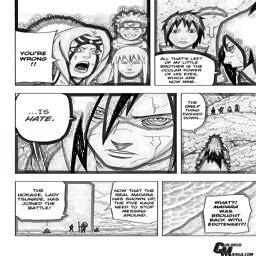 YOU'RE
WRONG
!!
ALL THAT'S LEFT
OF MY LITTLE
BROTHER IS THE
OCULAR POWER
OF HIS EYES,
WHICH ARE
NOW MINE.
THE
ONLY
THING
PASSED
DOWN...
...IS
HATE.
THE
HOKAGE, LADY
TSUNADE, HAS
JOINED THE
BATTLE!
NOW THAT THE
REAL MADARA
HAS SHOWN UP,
THE FIVE KAGE
NEED TO STOP
MESSING
AROUND.
WHAT?!
MADARA
WAS
BROUGHT
BACK WITH
EDOTENSEI?!
COLORED
MANGA.COM